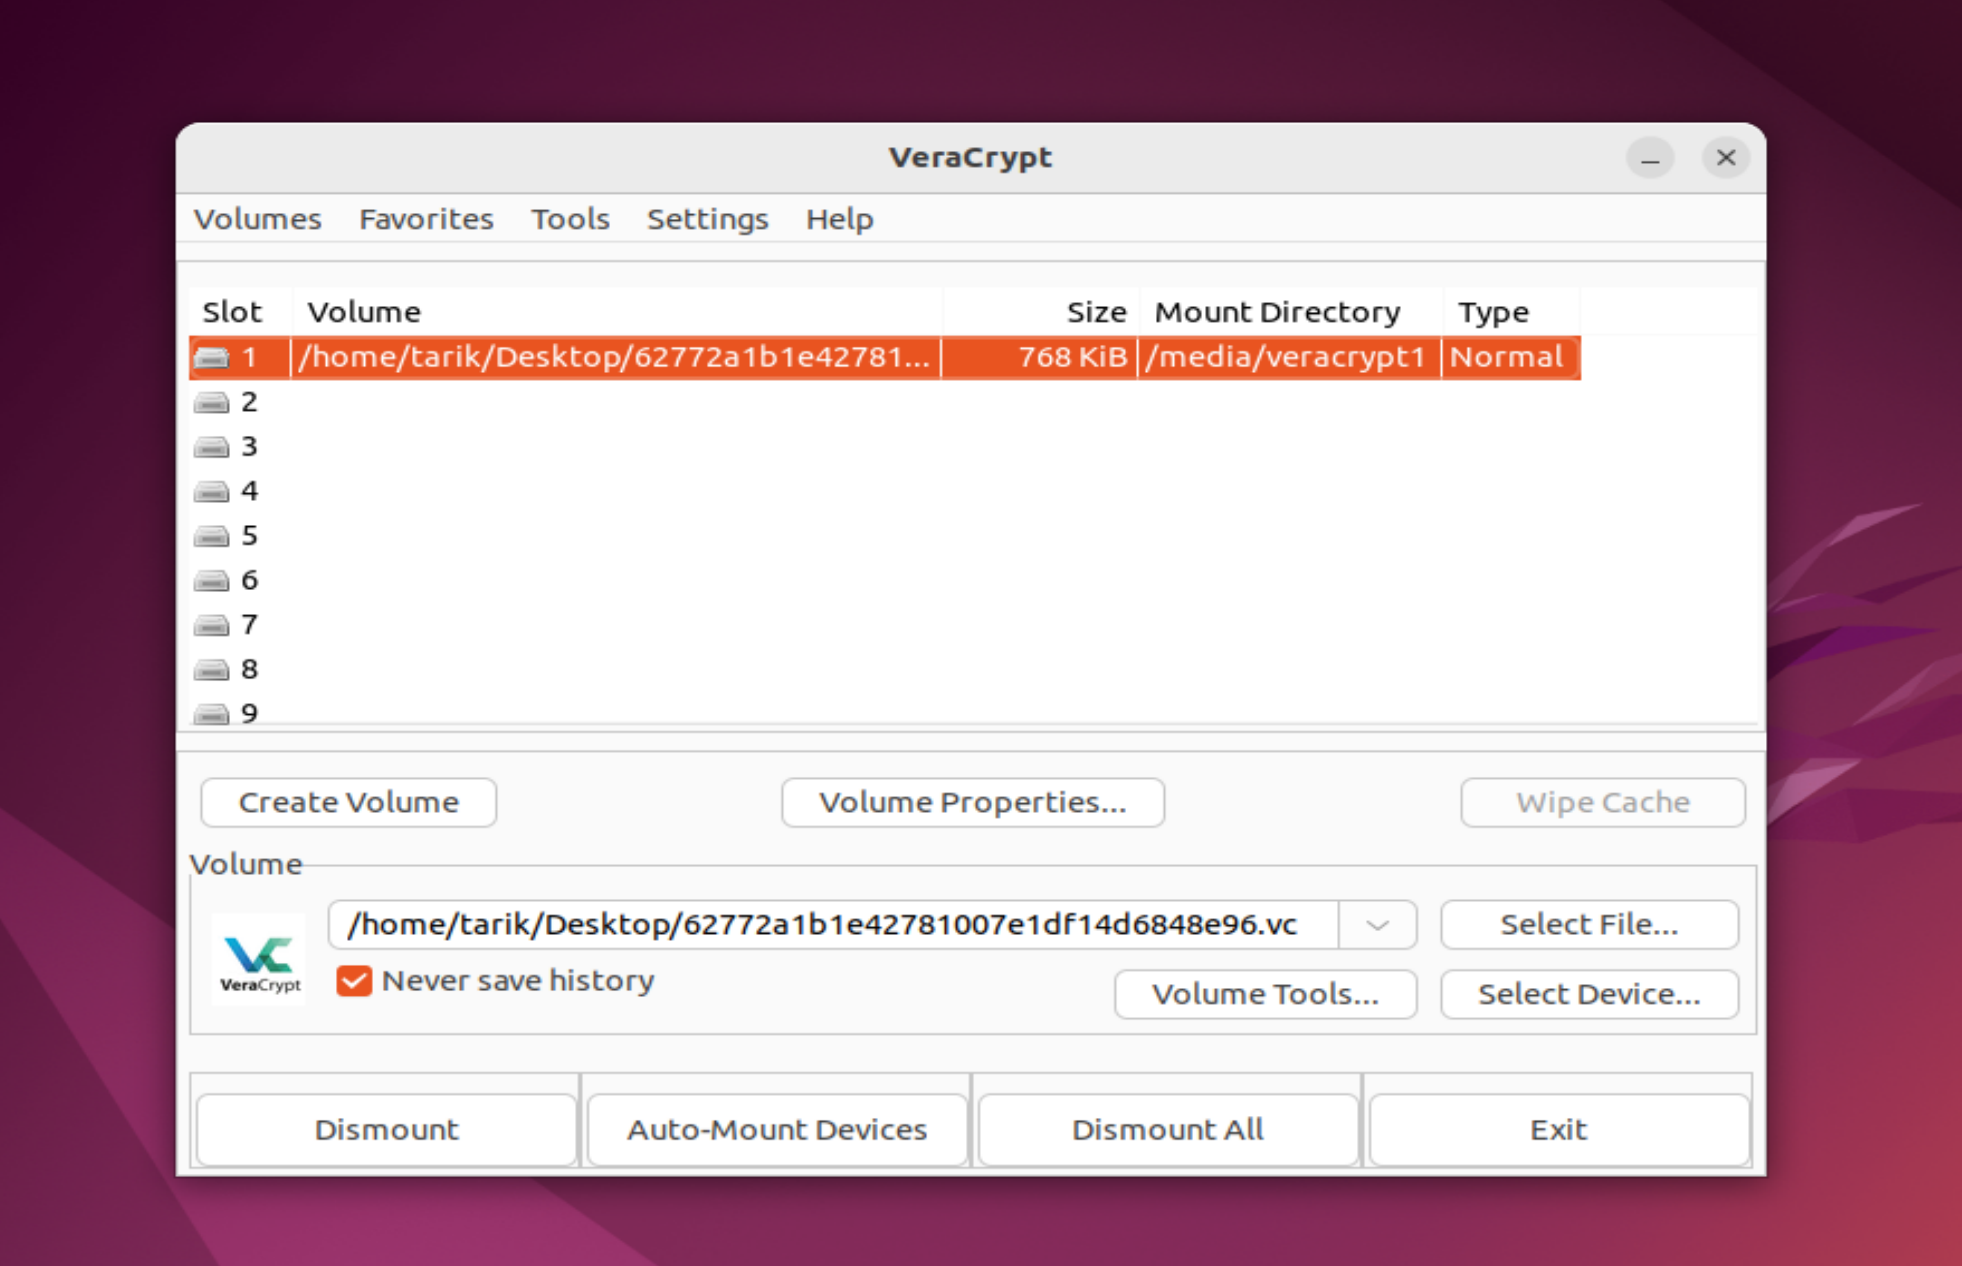 VeraCrypt
Volumes Favorites Tools Settings Help
Slot Volume Size Mount Directory Type
1 /home/tarik/Desktop/62772a1b1e42781... 768 KiB /media/veracrypt1 Normal
2
3
4
5
6
7
8
9
Create Volume Volume Properties... Wipe Cache
Volume
/home/tarik/Desktop/62772a1b1e42781007e1df14d6848e96.vc Select File...
VeraCrypt
Never save history
Volume Tools... Select Device...
Dismount Auto-Mount Devices Dismount All Exit